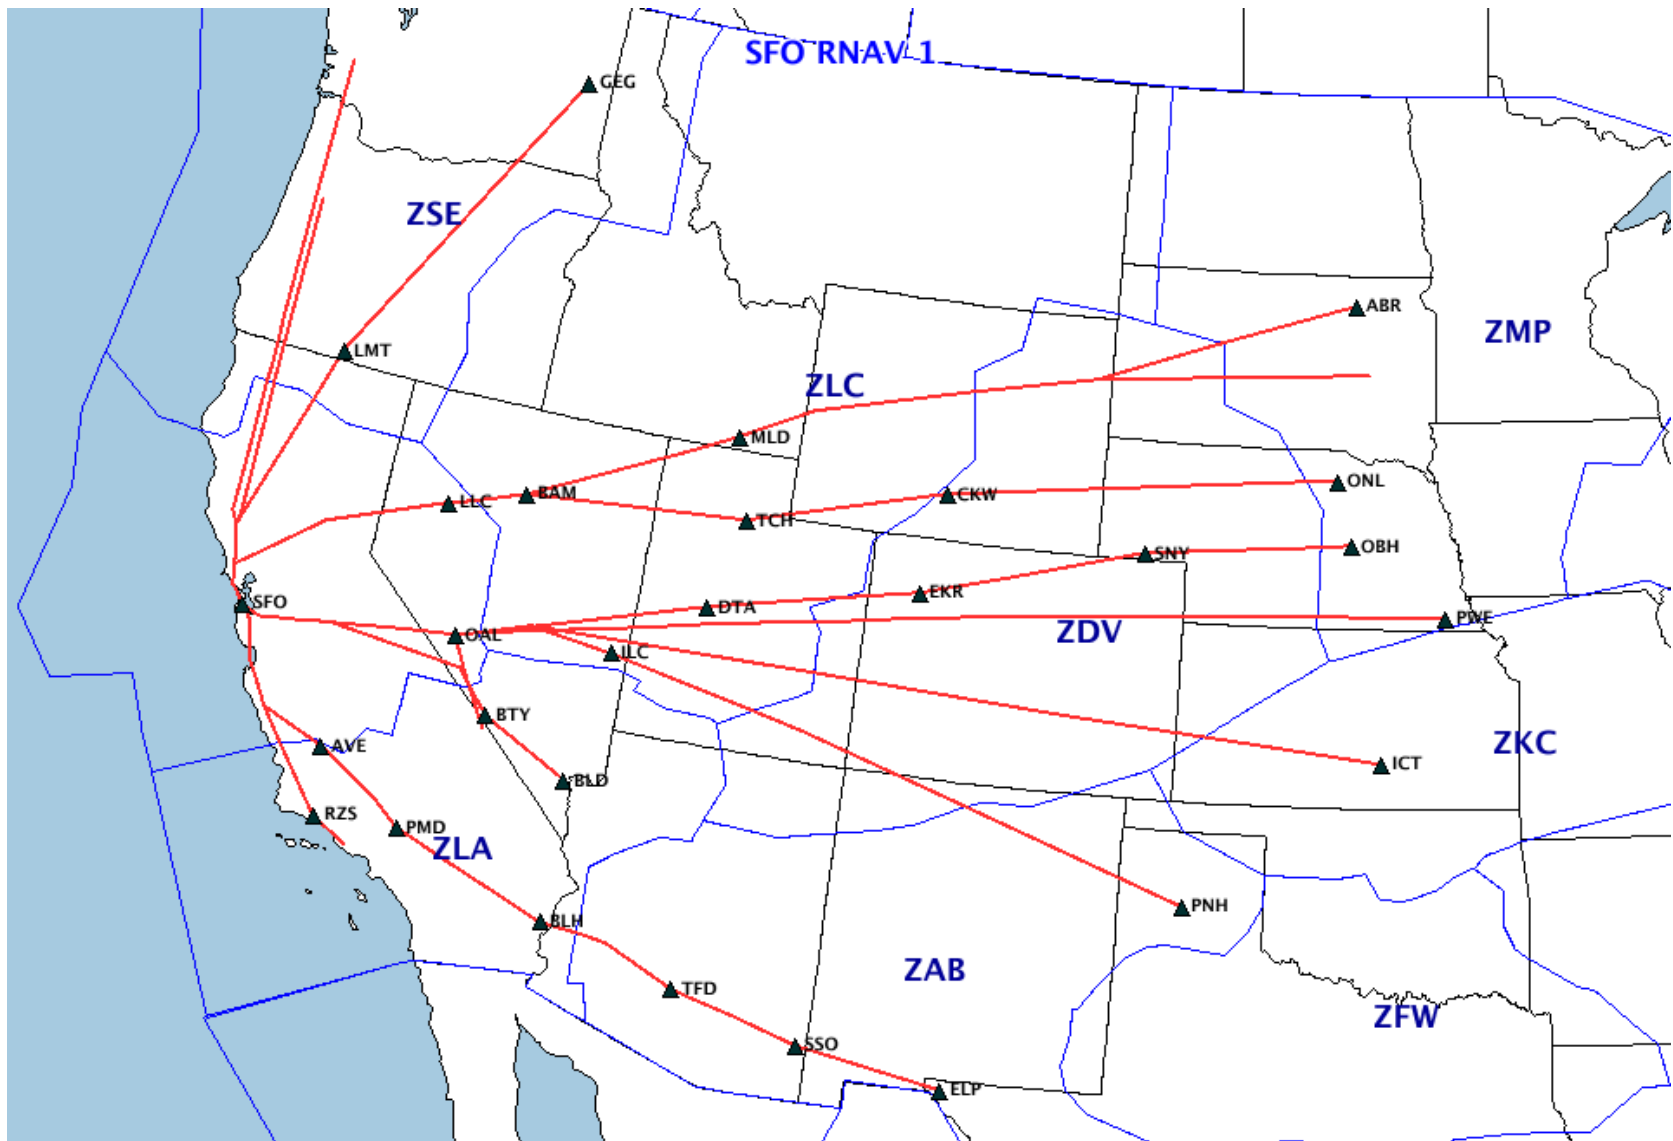 SFO RNAV 1
GEG
ZSE
ABR
ZMP
LMT
ZLC
MLD
ONL
LLC
BAM
CKW
TCH
OBH
SNY
SFO
DTA
EKR
PWE
OAL
ZDV
ILC
BTY
AVE
ZKC
ICT
BLD
RZS
PMD
ZLA
PNH
BLH
ZAB
TFD
ZFW
SSO
ELP